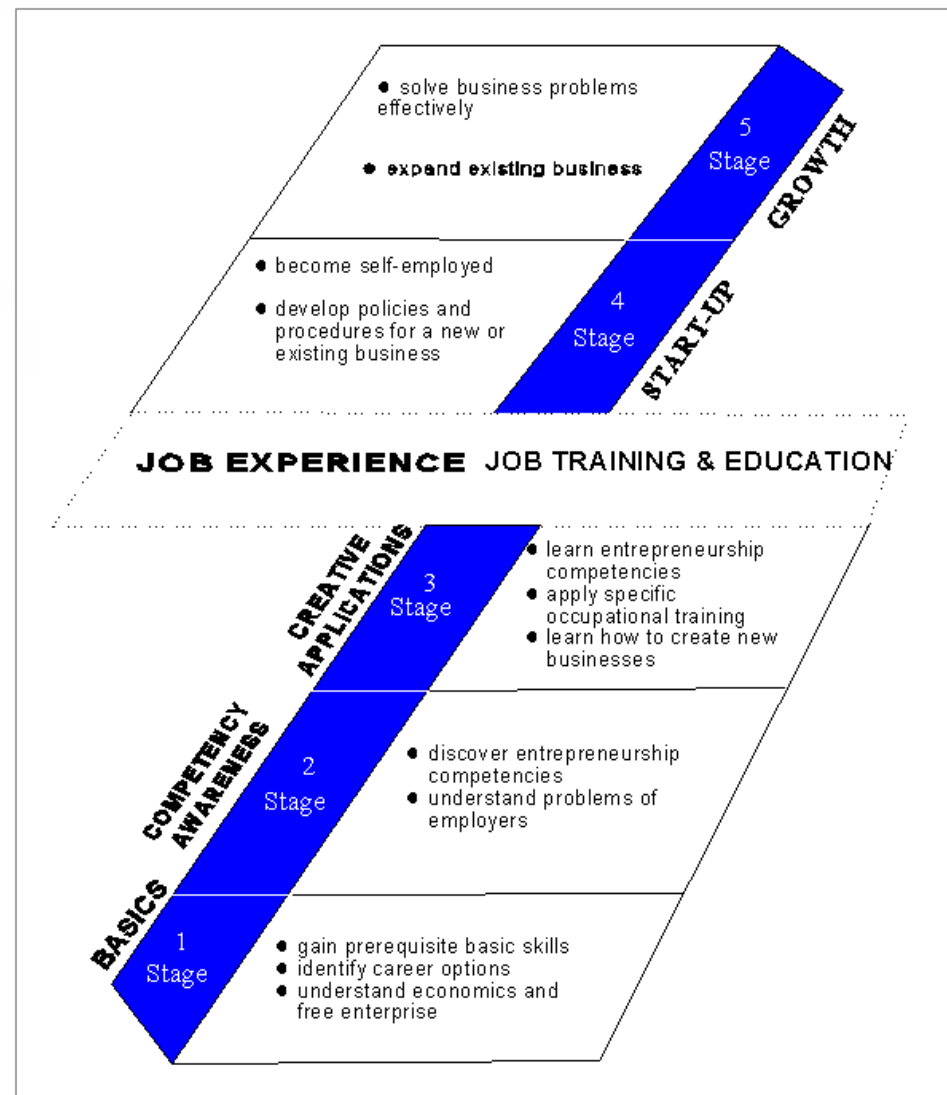 ● solve business problems
effectively
● expand existing business
5
Stage
GROWTH
● become self-employed
● develop policies and
procedures for a new or
existing business
4
Stage
START-UP
JOB EXPERIENCE JOB TRAINING & EDUCATION
CREATIVE
APPLICATIONS
3
Stage
● learn entrepreneurship
competencies
● apply specific
occupational training
● learn how to create new
businesses
COMPETENCY
AWARENESS
2
Stage
● discover entrepreneurship
competencies
● understand problems of
employers
BASICS
1
Stage
● gain prerequisite basic skills
● identify career options
● understand economics and
free enterprise